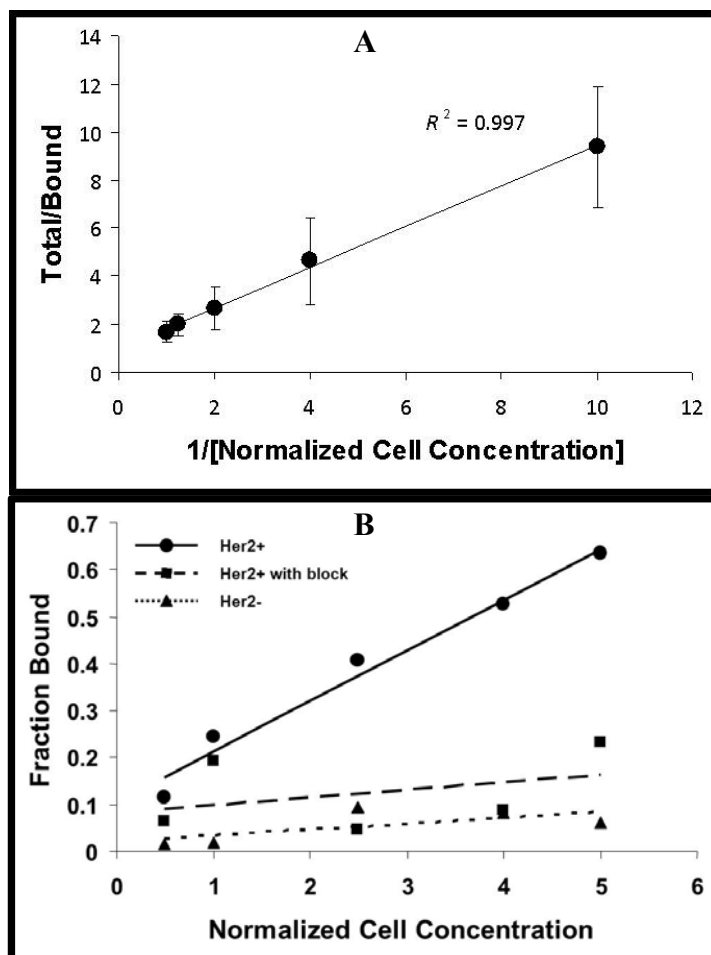 A
14
12
10
8
6
4
2
0
R² = 0.997
Total/Bound
0 2 4 6 8 10 12
1/[Normalized Cell Concentration]
B
0.7
0.6
0.5
0.4
0.3
0.2
0.1
0
Her2+
Her2+ with block
Her2-
Fraction Bound
0 1 2 3 4 5 6
Normalized Cell Concentration